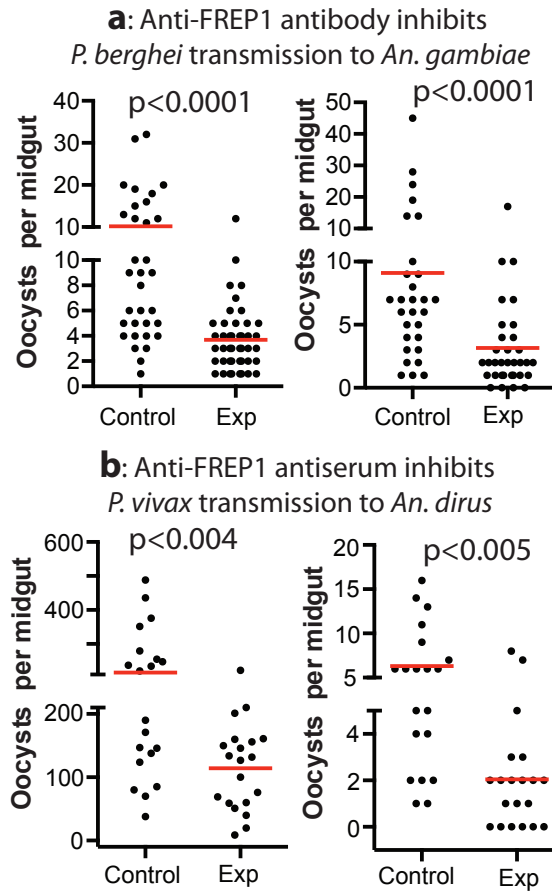 a: Anti-FREP1 antibody inhibits
P. berghei transmission to An. gambiae
p<0.0001
p<0.0001
Oocysts per midgut
40
30
20
10
10
8
6
4
2
0
Control
Exp
Oocysts per midgut
50
40
30
20
10
10
5
0
Control
Exp
b: Anti-FREP1 antiserum inhibits
P. vivax transmission to An. dirus
p<0.004
p<0.005
Oocysts per midgut
600
400
200
100
0
Control
Exp
Oocysts per midgut
20
15
10
5
4
2
0
Control
Exp